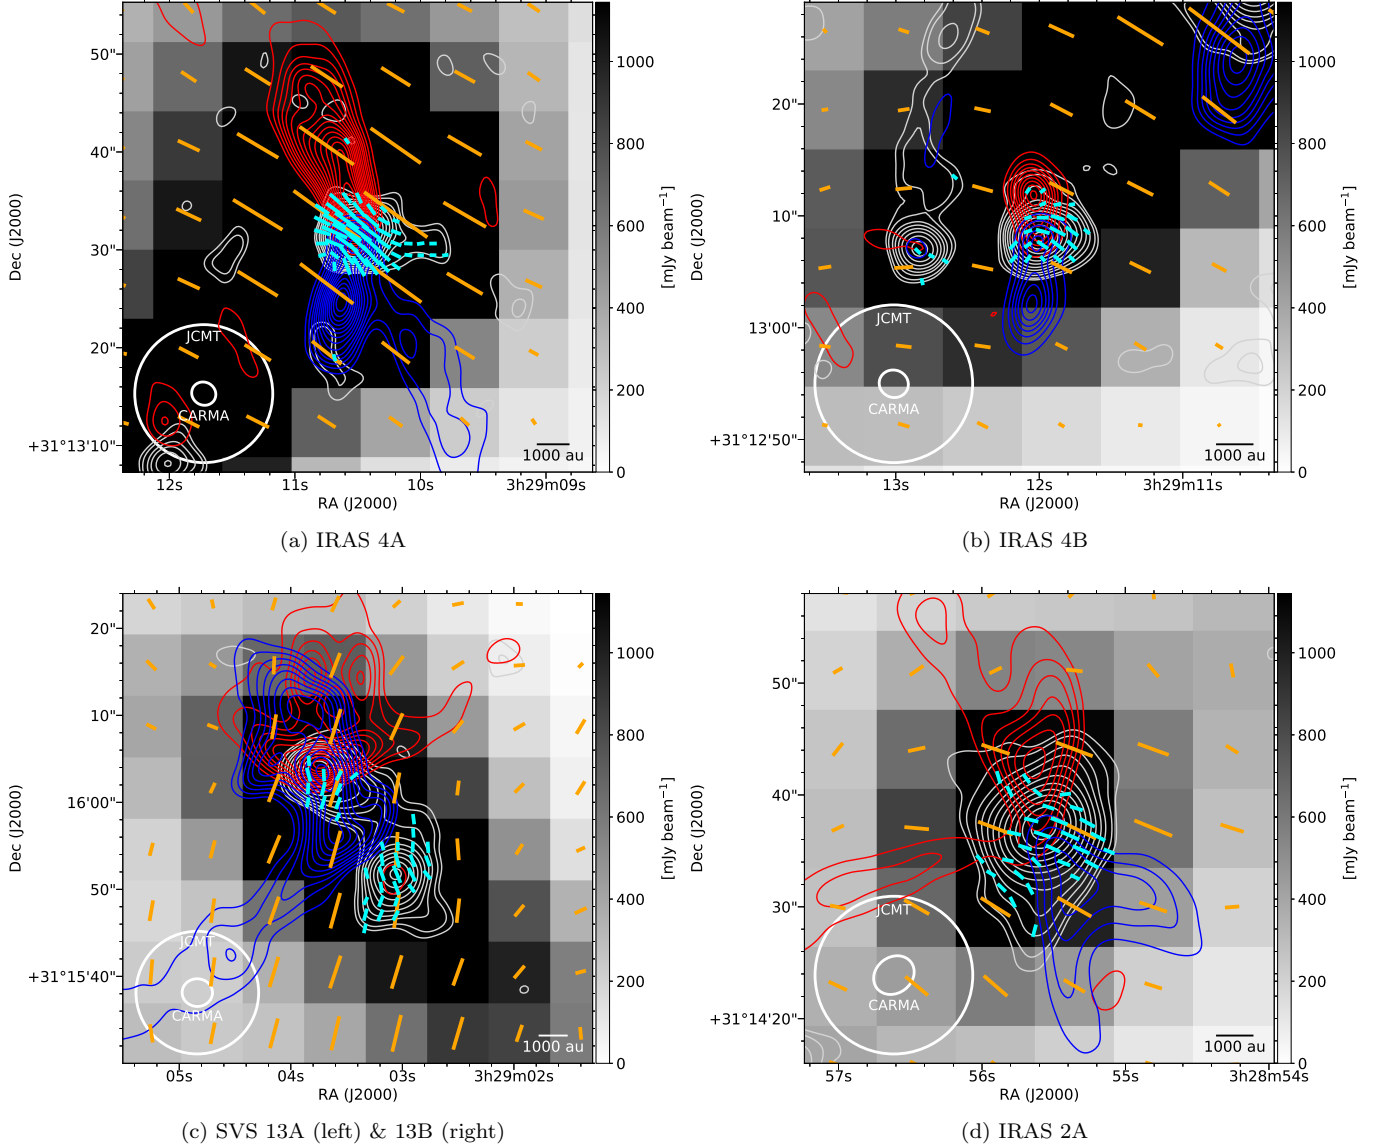 50"
40"
30"
20"
+31°13'10"
Dec (J2000)
JCMT
CARMA
1000 au
12s
11s
10s
3h29m09s
RA (J2000)
1000
800
600
400
200
0
[mJy beam⁻¹]
(a) IRAS 4A
20"
10"
13'00"
+31°12'50"
Dec (J2000)
JCMT
CARMA
1000 au
13s
12s
3h29m11s
RA (J2000)
1000
800
600
400
200
0
[mJy beam⁻¹]
(b) IRAS 4B
20"
10"
16'00"
50"
+31°15'40"
Dec (J2000)
JCMT
CARMA
1000 au
05s
04s
03s
3h29m02s
RA (J2000)
1000
800
600
400
200
0
[mJy beam⁻¹]
(c) SVS 13A (left) & 13B (right)
50"
40"
30"
+31°14'20"
Dec (J2000)
JCMT
CARMA
1000 au
57s
56s
55s
3h28m54s
RA (J2000)
1000
800
600
400
200
0
[mJy beam⁻¹]
(d) IRAS 2A